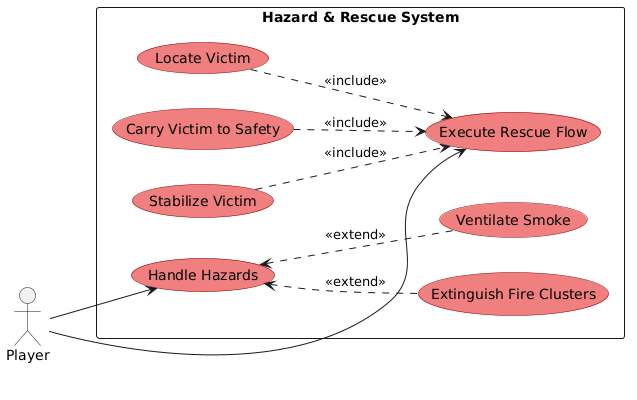 Hazard & Rescue System
Locate Victim
«include»
Carry Victim to Safety
«include»
Execute Rescue Flow
«include»
Stabilize Victim
Ventilate Smoke
«extend»
Handle Hazards
«extend»
Extinguish Fire Clusters
Player